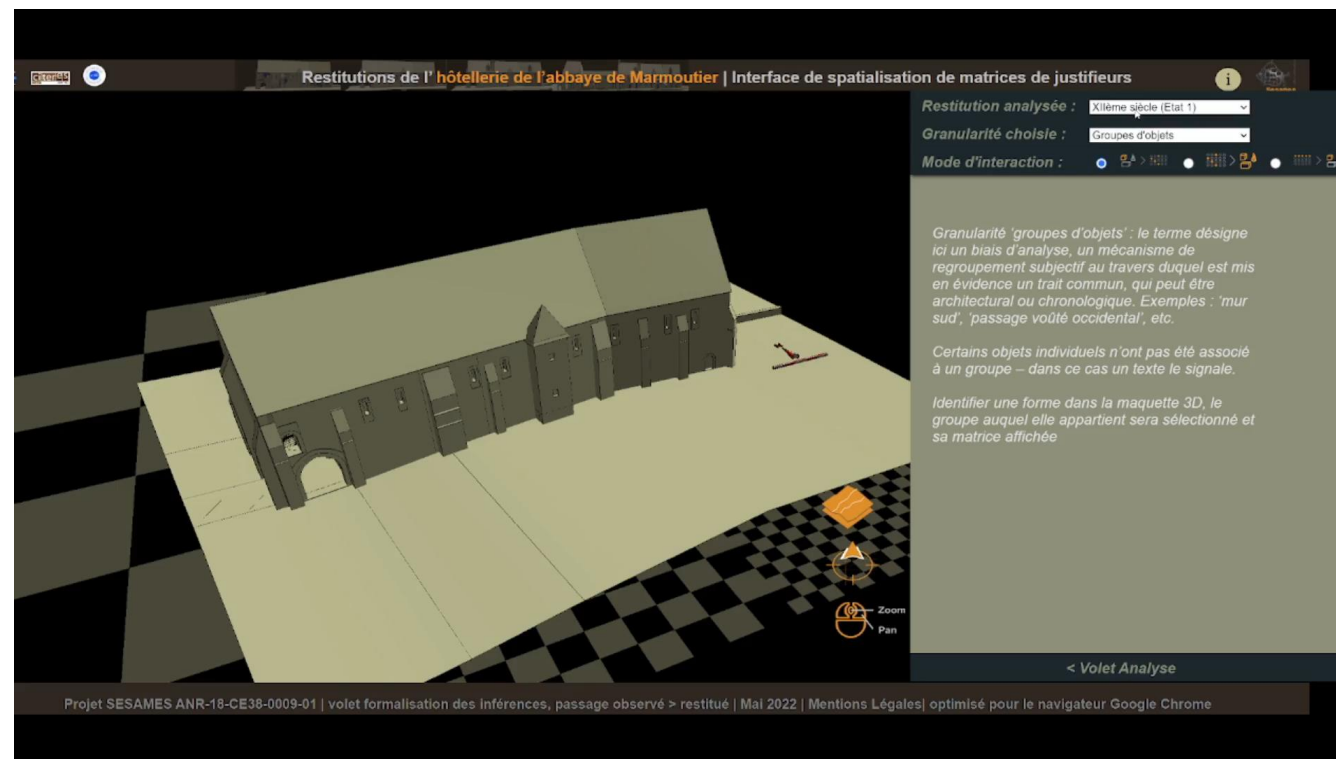 Restitutions de l' hôtellerie de l'abbaye de Marmoutier | Interface de spatialisation de matrices de justifieurs
i
Restitution analysée :
XIIème siècle (Etat 1)
Granularité choisie :
Groupes d'objets
Mode d'interaction :
Granularité 'groupes d'objets' : le terme désigne
ici un biais d'analyse, un mécanisme de
regroupement subjectif au travers duquel est mis
en évidence un trait commun, qui peut être
architectural ou chronologique. Exemples : 'mur
sud', 'passage voûté occidental', etc.
Certains objets individuels n'ont pas été associé
à un groupe – dans ce cas un texte le signale.
Identifier une forme dans la maquette 3D, le
groupe auquel elle appartient sera sélectionné et
sa matrice affichée
Zoom
Pan
< Volet Analyse
Projet SESAMES ANR-18-CE38-0009-01 | volet formalisation des inférences, passage observé > restitué | Mai 2022 | Mentions Légales| optimisé pour le navigateur Google Chrome